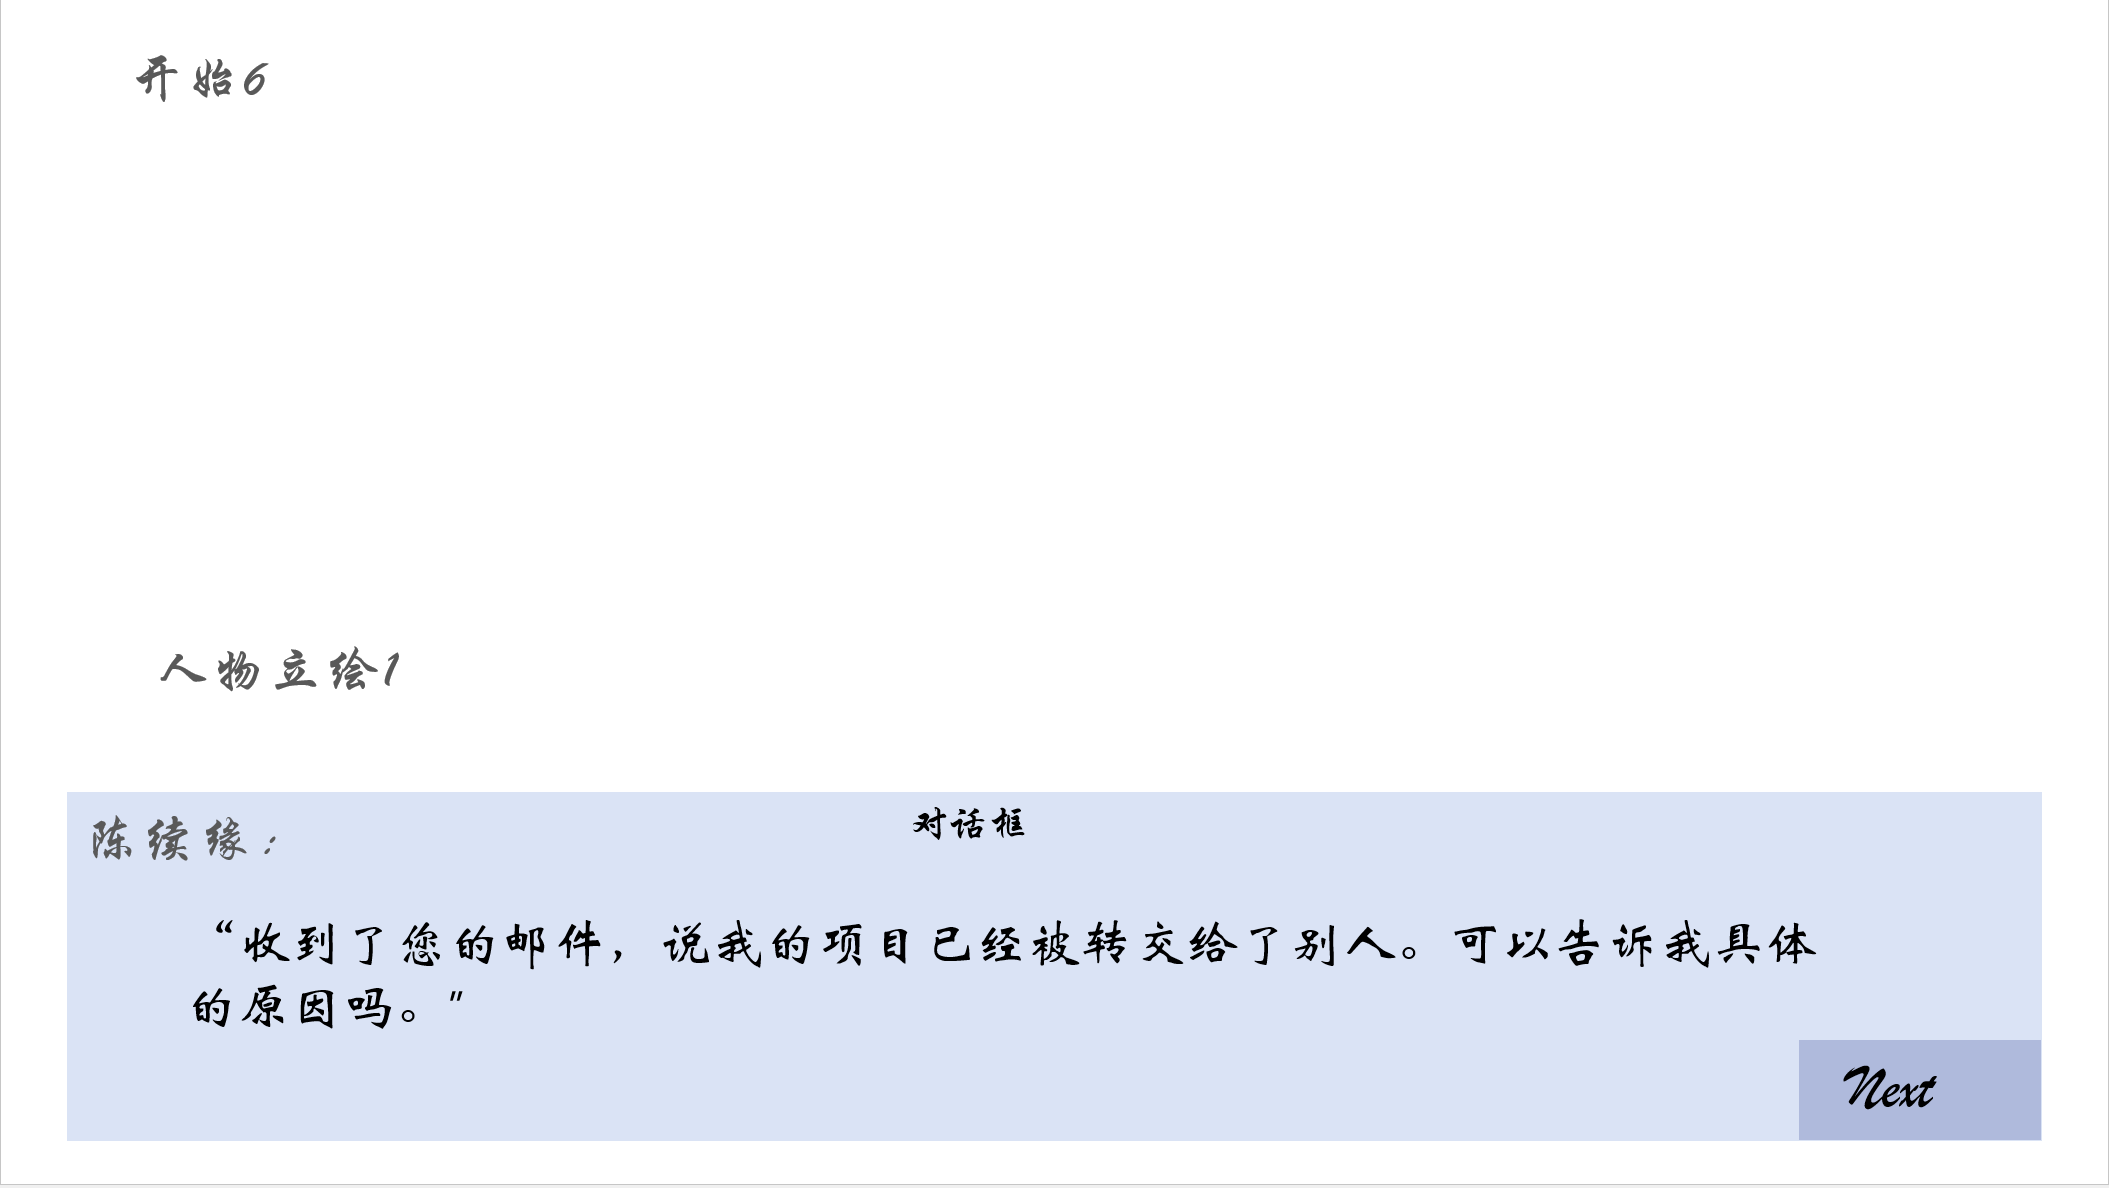 开始6
人物立绘1
对话框
陈续缘：
“收到了您的邮件，说我的项目已经被转交给了别人。可以告诉我具体
的原因吗。”
Next